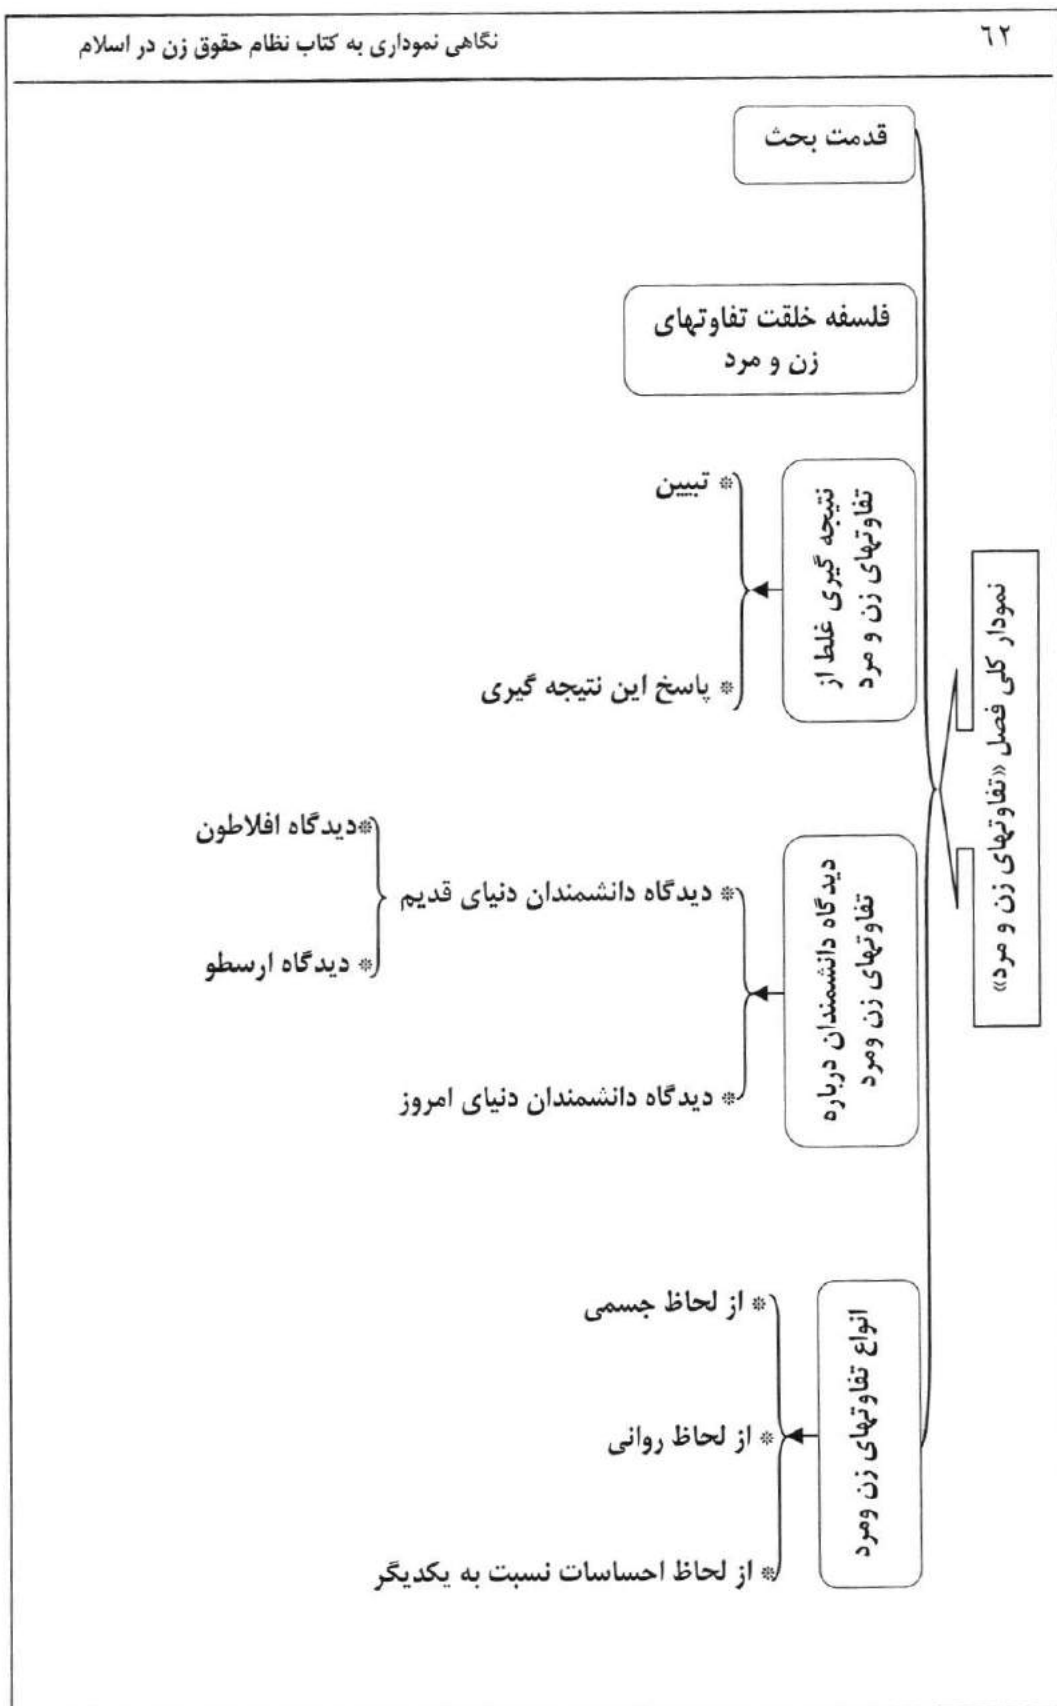 ٦٢
نگاهی نموداری به کتاب نظام حقوق زن در اسلام
نمودار کلی فصل «تفاوتهای زن و مرد»
قدمت بحث
فلسفه خلقت تفاوتهای
زن و مرد
نتیجه گیری غلط از
تفاوتهای زن و مرد
* تبیین
* پاسخ این نتیجه گیری
دیدگاه دانشمندان درباره
تفاوتهای زن ومرد
* دیدگاه دانشمندان دنیای قدیم
*دیدگاه افلاطون
* دیدگاه ارسطو
* دیدگاه دانشمندان دنیای امروز
انواع تفاوتهای زن ومرد
* از لحاظ جسمی
* از لحاظ روانی
* از لحاظ احساسات نسبت به یکدیگر